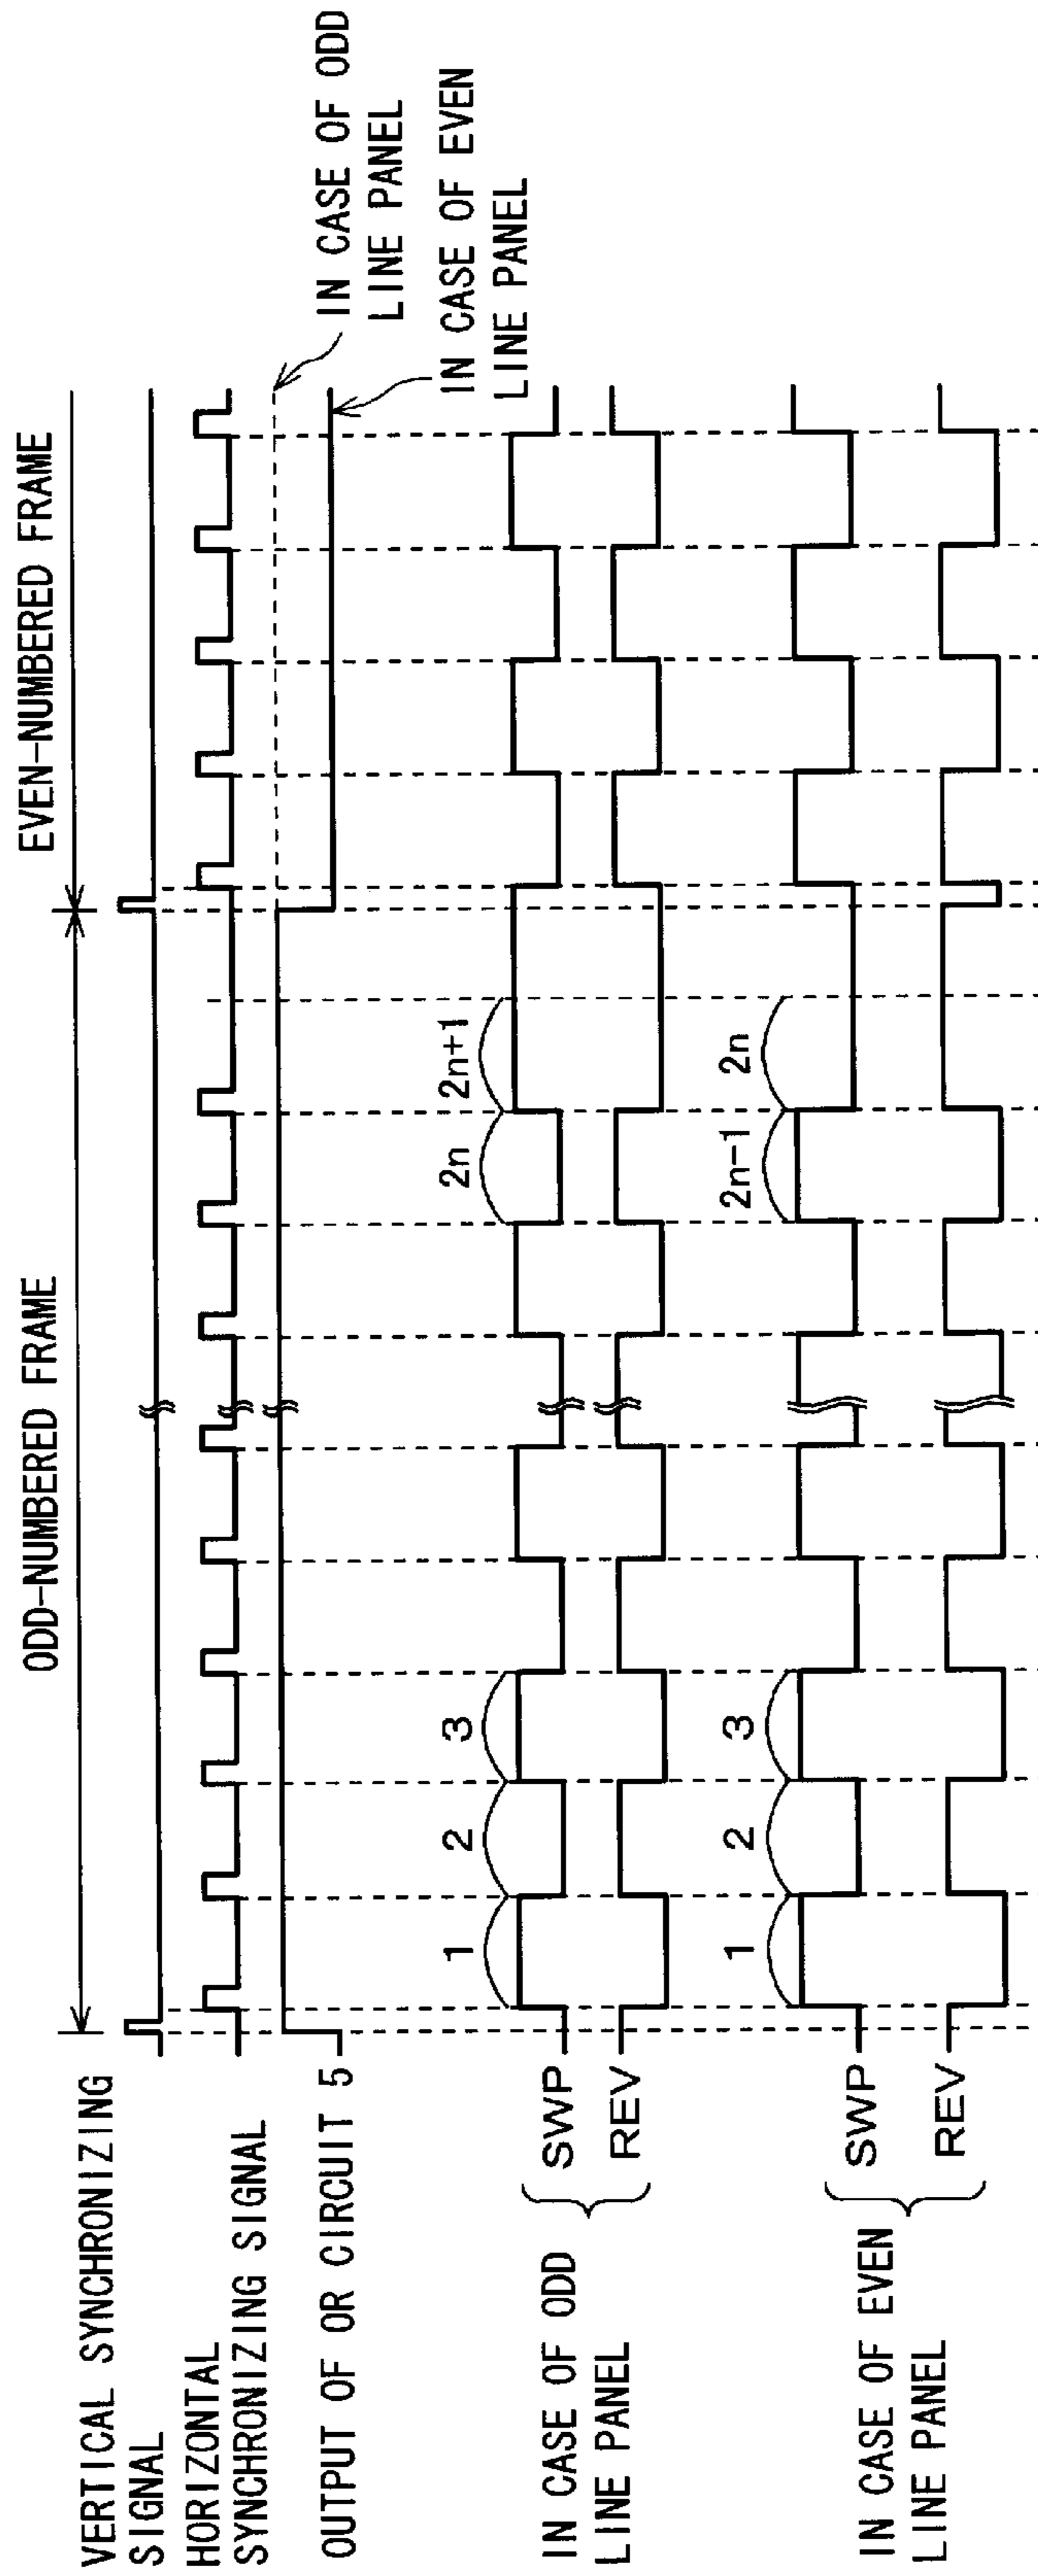 ODD-NUMBERED FRAME
EVEN-NUMBERED FRAME
VERTICAL SYNCHRONIZING
SIGNAL
HORIZONTAL
SYNCHRONIZING SIGNAL
OUTPUT OF OR CIRCUIT 5
IN CASE OF ODD
LINE PANEL
IN CASE OF EVEN
LINE PANEL
IN CASE OF ODD
LINE PANEL
SWP
REV
1
2
3
2n
2n+1
IN CASE OF EVEN
LINE PANEL
SWP
REV
1
2
3
2n-1
2n